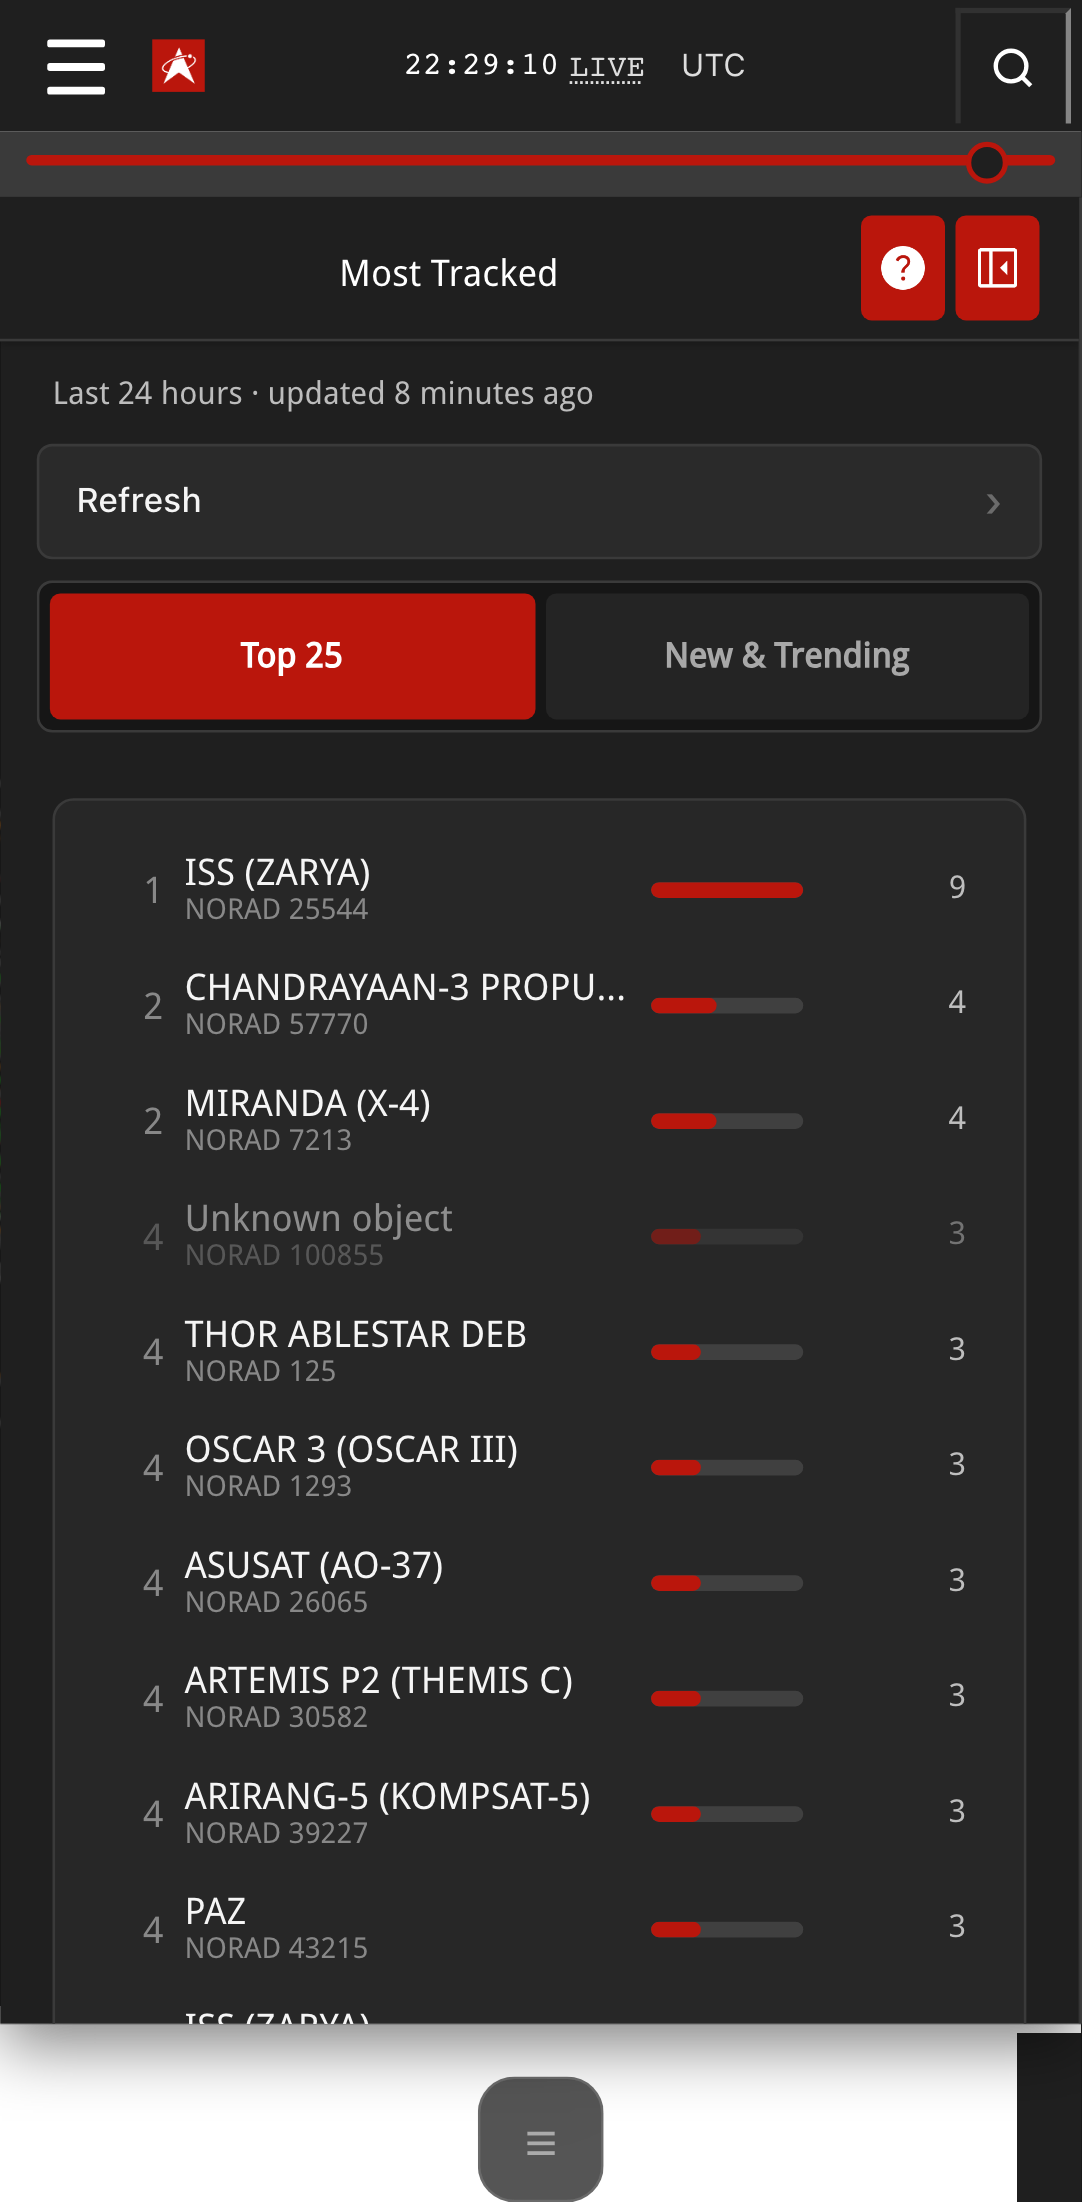 22:29:10 LIVE UTC
Most Tracked
Last 24 hours · updated 8 minutes ago
Refresh
Top 25
New & Trending
1 ISS (ZARYA) 9
NORAD 25544
2 CHANDRAYAAN-3 PROPU... 4
NORAD 57770
2 MIRANDA (X-4) 4
NORAD 7213
4 Unknown object 3
NORAD 100855
4 THOR ABLESTAR DEB 3
NORAD 125
4 OSCAR 3 (OSCAR III) 3
NORAD 1293
4 ASUSAT (AO-37) 3
NORAD 26065
4 ARTEMIS P2 (THEMIS C) 3
NORAD 30582
4 ARIRANG-5 (KOMPSAT-5) 3
NORAD 39227
4 PAZ 3
NORAD 43215
ISS (ZARYA)